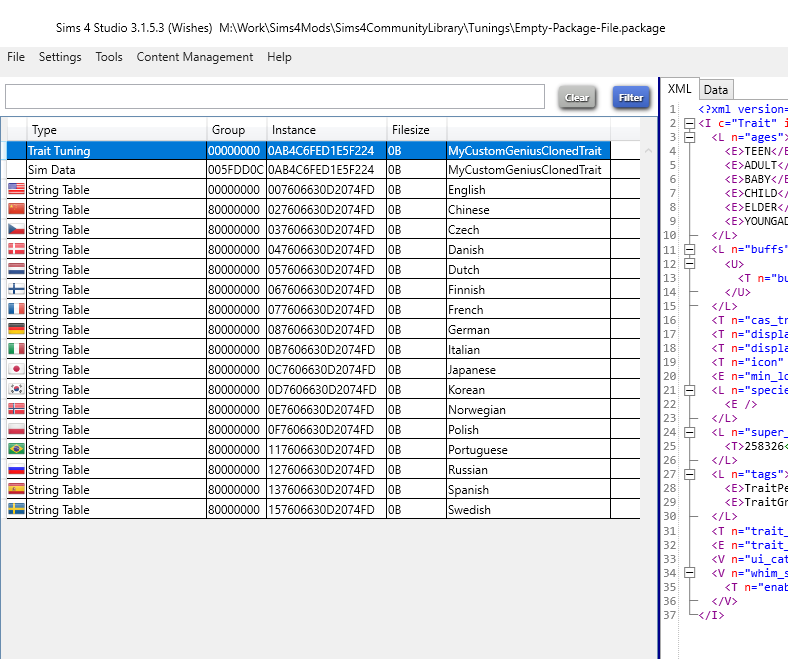 Sims 4 Studio 3.1.5.3 (Wishes)  M:\Work\Sims4Mods\Sims4CommunityLibrary\Tunings\Empty-Package-File.package
File Settings Tools Content Management Help
Clear Filter
Type Group Instance Filesize
Trait Tuning 00000000 0AB4C6FED1E5F224 0B MyCustomGeniusClonedTrait
Sim Data 005FDD0C 0AB4C6FED1E5F224 0B MyCustomGeniusClonedTrait
String Table 00000000 007606630D2074FD 0B English
String Table 80000000 027606630D2074FD 0B Chinese
String Table 80000000 037606630D2074FD 0B Czech
String Table 80000000 047606630D2074FD 0B Danish
String Table 80000000 057606630D2074FD 0B Dutch
String Table 80000000 067606630D2074FD 0B Finnish
String Table 80000000 077606630D2074FD 0B French
String Table 80000000 087606630D2074FD 0B German
String Table 80000000 0B7606630D2074FD 0B Italian
String Table 80000000 0C7606630D2074FD 0B Japanese
String Table 80000000 0D7606630D2074FD 0B Korean
String Table 80000000 0E7606630D2074FD 0B Norwegian
String Table 80000000 0F7606630D2074FD 0B Polish
String Table 80000000 117606630D2074FD 0B Portuguese
String Table 80000000 127606630D2074FD 0B Russian
String Table 80000000 137606630D2074FD 0B Spanish
String Table 80000000 157606630D2074FD 0B Swedish
XML Data
1 <?xml version=
2 <I c="Trait" i
3 <L n="ages">
4 <E>TEEN</E
5 <E>ADULT</
6 <E>BABY</E
7 <E>CHILD</
8 <E>ELDER</
9 <E>YOUNGAD
10 </L>
11 <L n="buffs"
12 <U>
13 <T n="bu
14 </U>
15 </L>
16 <T n="cas_tr
17 <T n="displa
18 <T n="displa
19 <T n="icon"
20 <E n="min_lo
21 <L n="specie
22 <E />
23 </L>
24 <L n="super_
25 <T>258326<
26 </L>
27 <L n="tags">
28 <E>TraitPe
29 <E>TraitGr
30 </L>
31 <T n="trait_
32 <E n="trait_
33 <V n="ui_cat
34 <V n="whim_s
35 <T n="enab
36 </V>
37 </I>